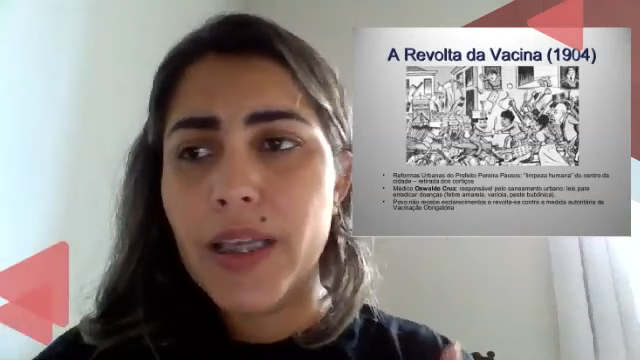 A Revolta da Vacina (1904)
• Reformas Urbanas do Prefeito Pereira Passos: "limpeza humana" do centro da
cidade – retirada dos cortiços
• Médico Oswaldo Cruz: responsável pelo saneamento urbano: leis para
erradicar doenças (febre amarela, varíola, peste bubônica).
• Povo não recebe esclarecimentos e revolta-se contra a medida autoritária da
Vacinação Obrigatória